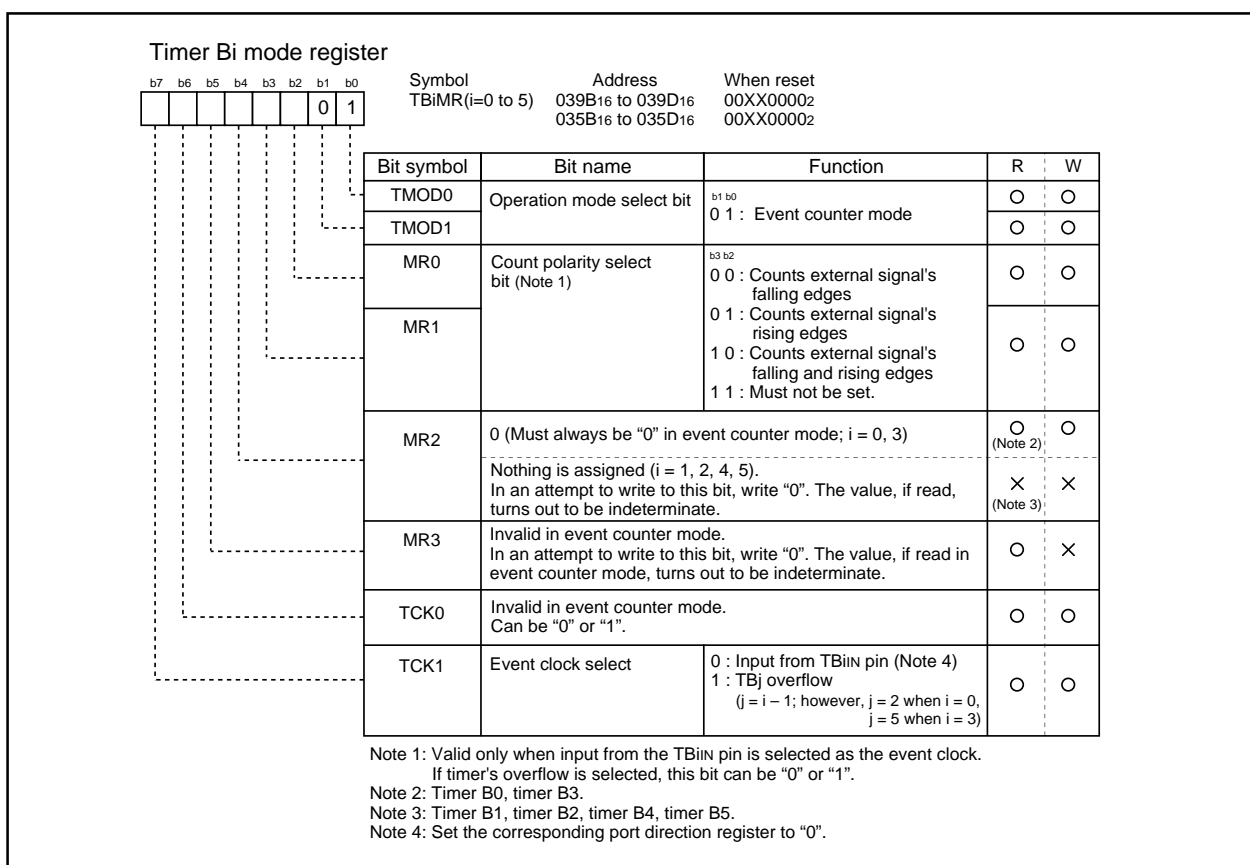 Timer Bi mode register
b7 b6 b5 b4 b3 b2 b1 b0
0 1
Symbol Address When reset
TBiMR(i=0 to 5) 039B16 to 039D16 00XX00002
035B16 to 035D16 00XX00002
Bit symbol Bit name Function R W
TMOD0 Operation mode select bit b1 b0
0 1 : Event counter mode
TMOD1
MR0 Count polarity select
bit (Note 1)
b3 b2
0 0 : Counts external signal's
falling edges
0 1 : Counts external signal's
rising edges
MR1
1 0 : Counts external signal's
falling and rising edges
1 1 : Must not be set.
MR2 0 (Must always be “0” in event counter mode; i = 0, 3)
(Note 2)
Nothing is assigned (i = 1, 2, 4, 5).
In an attempt to write to this bit, write “0”. The value, if read,
turns out to be indeterminate.
(Note 3)
MR3 Invalid in event counter mode.
In an attempt to write to this bit, write “0”. The value, if read in
event counter mode, turns out to be indeterminate.
TCK0 Invalid in event counter mode.
Can be “0” or “1”.
TCK1 Event clock select 0 : Input from TBiIN pin (Note 4)
1 : TBj overflow
(j = i – 1; however, j = 2 when i = 0,
j = 5 when i = 3)
Note 1: Valid only when input from the TBiIN pin is selected as the event clock.
If timer's overflow is selected, this bit can be “0” or “1”.
Note 2: Timer B0, timer B3.
Note 3: Timer B1, timer B2, timer B4, timer B5.
Note 4: Set the corresponding port direction register to “0”.